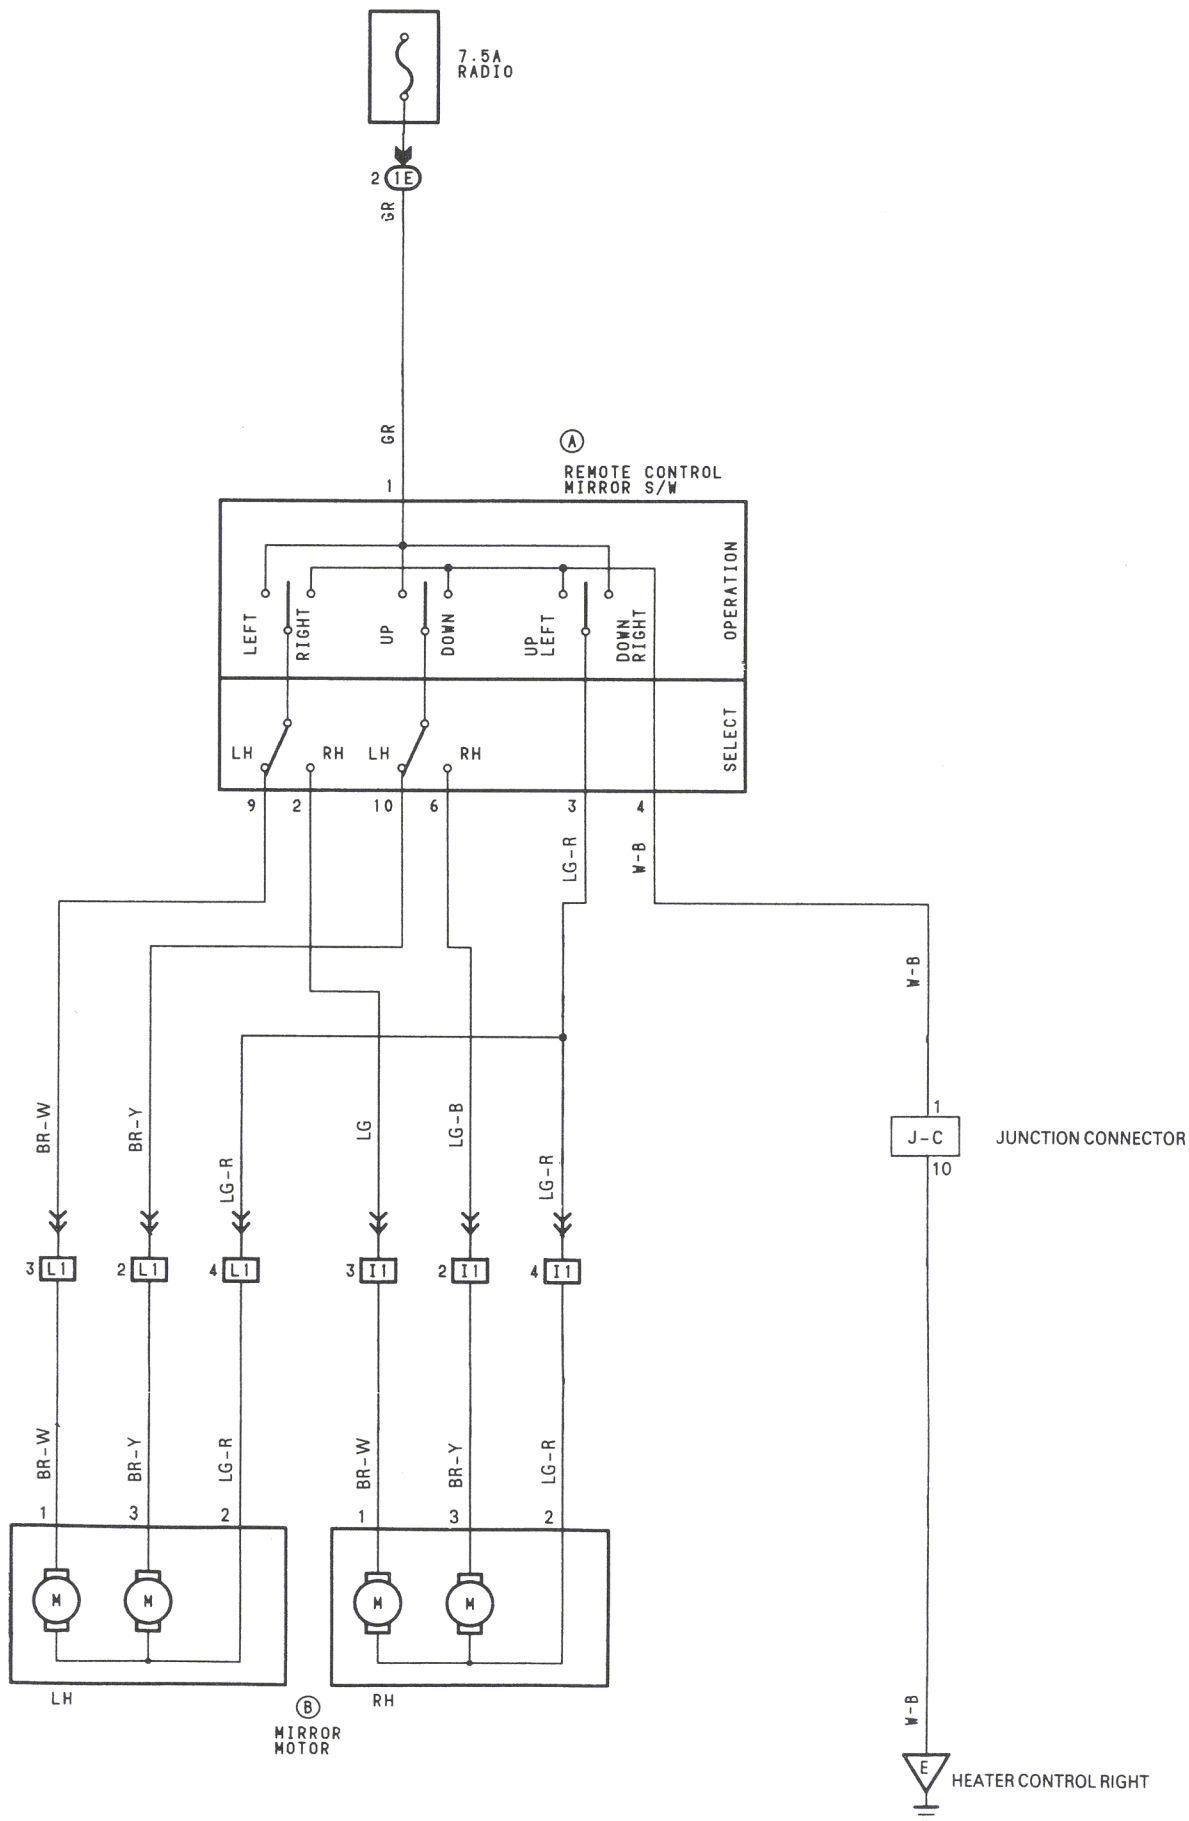 7.5A
RADIO
2 1E
GR
GR
A
REMOTE CONTROL
MIRROR S/W
1
OPERATION
LEFT
RIGHT
UP
DOWN
UP
LEFT
DOWN
RIGHT
SELECT
LH RH LH RH
9 2 10 6 3 4
LG-R
W-B
W-B
BR-W
BR-Y
LG-R
LG
LG-B
LG-R
1
J-C
JUNCTION CONNECTOR
10
3 L1 2 L1 4 L1 3 I1 2 I1 4 I1
BR-W
BR-Y
LG-R
BR-W
BR-Y
LG-R
1 3 2 1 3 2
M M M M
LH
RH
B
MIRROR
MOTOR
W-B
E
HEATER CONTROL RIGHT